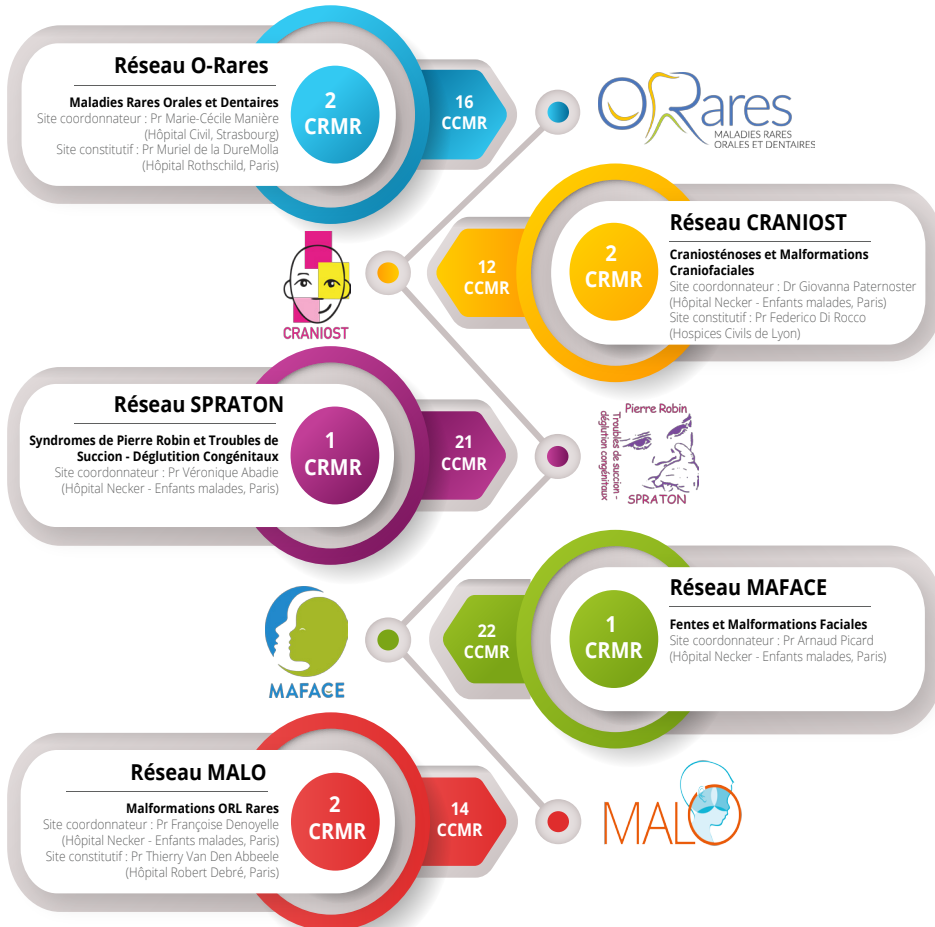 Réseau O-Rares
Maladies Rares Orales et Dentaires
Site coordonnateur : Pr Marie-Cécile Manière
(Hôpital Civil, Strasbourg)
Site constitutif : Pr Muriel de la DureMolla
(Hôpital Rothschild, Paris)
2
CRMR
16
CCMR
ORares
MALADIES RARES
ORALES ET DENTAIRES
CRANIOST
12
CCMR
2
CRMR
Réseau CRANIOST
Craniosténoses et Malformations
Craniofaciales
Site coordonnateur : Dr Giovanna Paternoster
(Hôpital Necker - Enfants malades, Paris)
Site constitutif : Pr Federico Di Rocco
(Hospices Civils de Lyon)
Réseau SPRATON
Syndromes de Pierre Robin et Troubles de
Succion - Déglutition Congénitaux
Site coordonnateur : Pr Véronique Abadie
(Hôpital Necker - Enfants malades, Paris)
1
CRMR
21
CCMR
Pierre Robin
Troubles de succion -
déglution congénitaux
SPRATON
MAFACE
22
CCMR
1
CRMR
Réseau MAFACE
Fentes et Malformations Faciales
Site coordonnateur : Pr Arnaud Picard
(Hôpital Necker - Enfants malades, Paris)
Réseau MALO
Malformations ORL Rares
Site coordonnateur : Pr Françoise Denoyelle
(Hôpital Necker - Enfants malades, Paris)
Site constitutif : Pr Thierry Van Den Abbeele
(Hôpital Robert Debré, Paris)
2
CRMR
14
CCMR
MALO